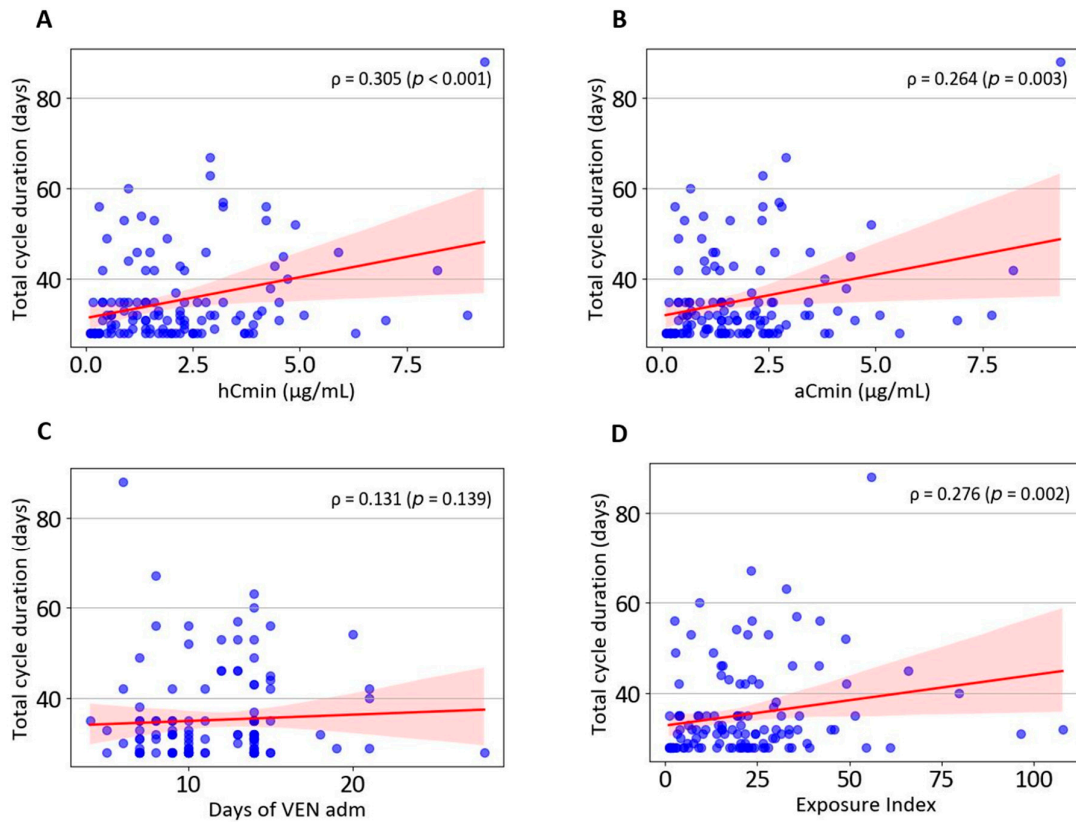 A
ρ = 0.305 (p < 0.001)
Total cycle duration (days)
80
60
40
0.0 2.5 5.0 7.5
hCmin (µg/mL)
B
ρ = 0.264 (p = 0.003)
Total cycle duration (days)
80
60
40
0.0 2.5 5.0 7.5
aCmin (µg/mL)
C
ρ = 0.131 (p = 0.139)
Total cycle duration (days)
80
60
40
10 20
Days of VEN adm
D
ρ = 0.276 (p = 0.002)
Total cycle duration (days)
80
60
40
0 25 50 75 100
Exposure Index